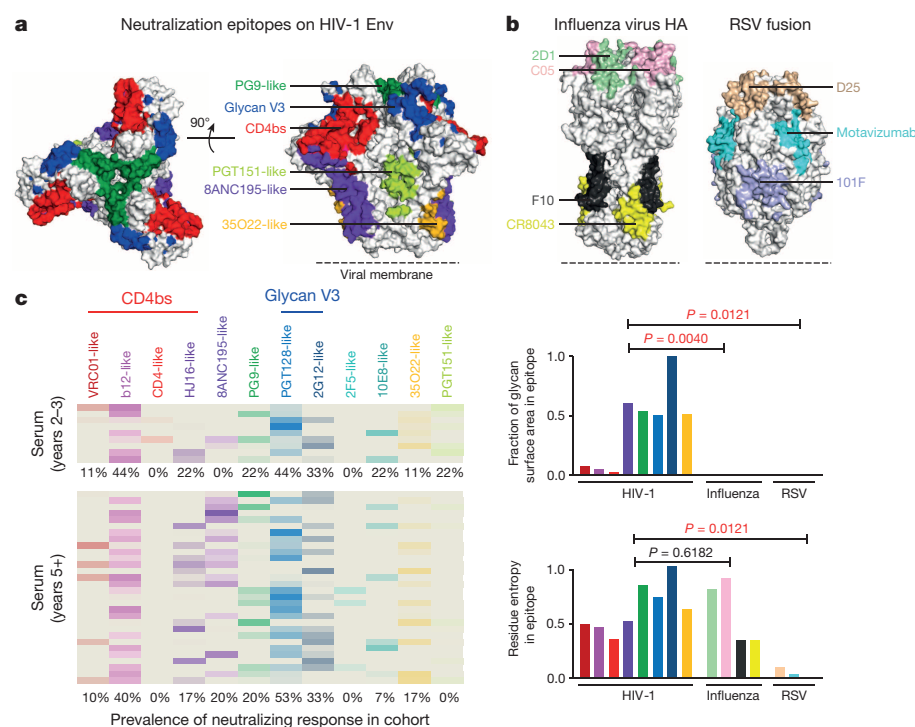 a
Neutralization epitopes on HIV-1 Env
90°
PG9-like
Glycan V3
CD4bs
PGT151-like
8ANC195-like
35O22-like
Viral membrane
b
Influenza virus HA
RSV fusion
2D1
C05
F10
CR8043
D25
Motavizumab
101F
c
CD4bs
Glycan V3
VRC01-like
b12-like
CD4-like
HJ16-like
8ANC195-like
PG9-like
PGT128-like
2G12-like
2F5-like
10E8-like
35O22-like
PGT151-like
Serum
(years 2–3)
11% 44% 0% 22% 0% 22% 44% 33% 0% 22% 11% 22%
Serum
(years 5+)
10% 40% 0% 17% 20% 20% 53% 33% 0% 7% 17% 0%
Prevalence of neutralizing response in cohort
P = 0.0121
P = 0.0040
Fraction of glycan
surface area in epitope
1.0
0.5
0.0
HIV-1
Influenza
RSV
P = 0.0121
P = 0.6182
Residue entropy
in epitope
1.0
0.5
0.0
HIV-1
Influenza
RSV